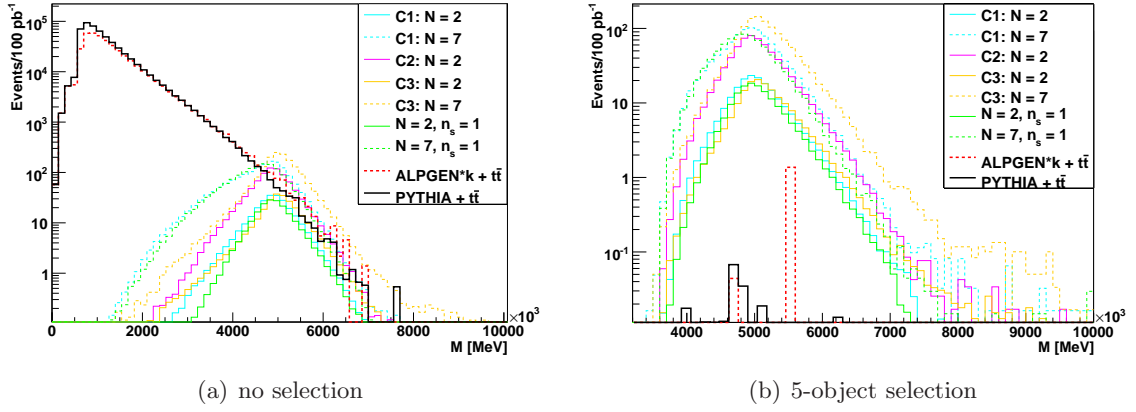 Events/100 pb⁻¹
10⁵
10⁴
10³
10²
10
1
0 2000 4000 6000 8000 10000
×10³
M [MeV]
C1: N = 2
C1: N = 7
C2: N = 2
C3: N = 2
C3: N = 7
N = 2, nₛ = 1
N = 7, nₛ = 1
ALPGEN*k + tt̄
PYTHIA + tt̄
(a) no selection
Events/100 pb⁻¹
10²
10
1
10⁻¹
4000 5000 6000 7000 8000 9000 10000
×10³
M [MeV]
C1: N = 2
C1: N = 7
C2: N = 2
C3: N = 2
C3: N = 7
N = 2, nₛ = 1
N = 7, nₛ = 1
ALPGEN*k + tt̄
PYTHIA + tt̄
(b) 5-object selection